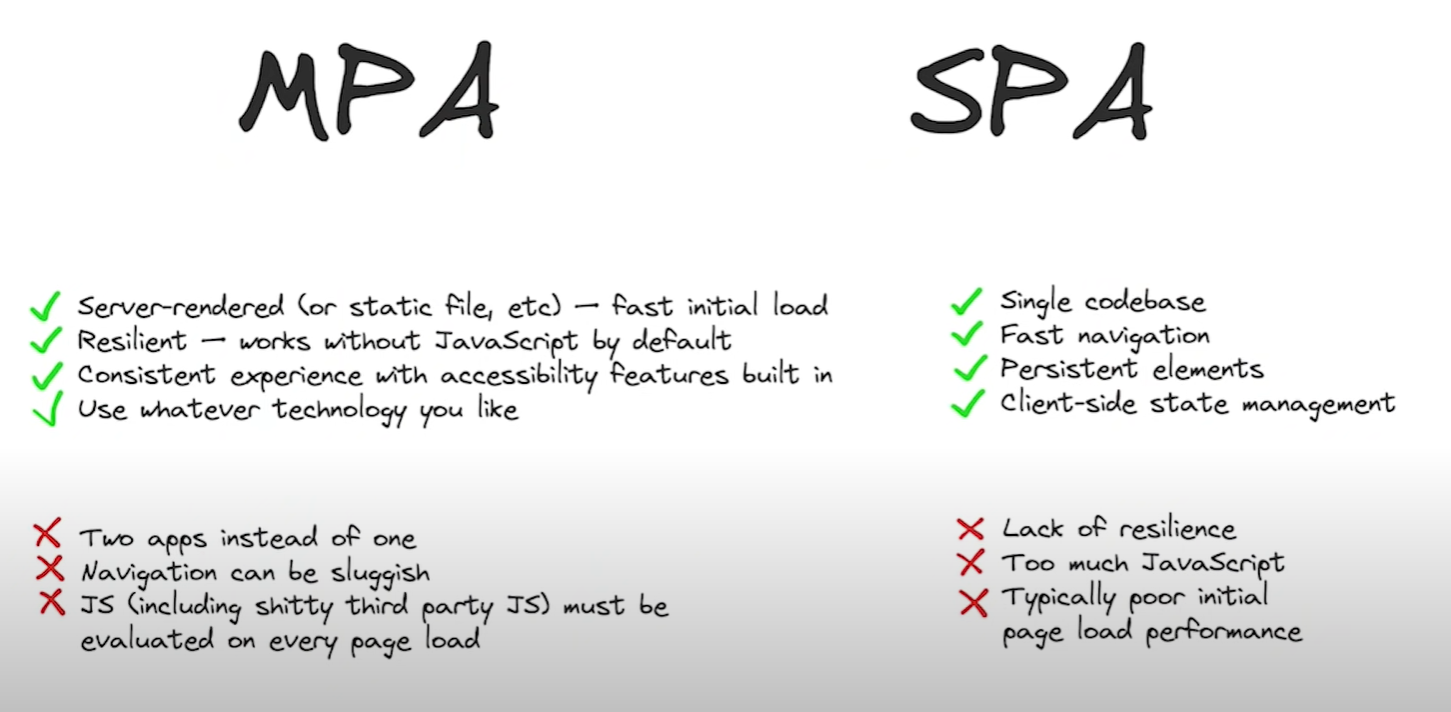 MPA
Server-rendered (or static file, etc) — fast initial load
Resilient — works without JavaScript by default
Consistent experience with accessibility features built in
Use whatever technology you like
Two apps instead of one
Navigation can be sluggish
JS (including shitty third party JS) must be
evaluated on every page load
SPA
Single codebase
Fast navigation
Persistent elements
Client-side state management
Lack of resilience
Too much JavaScript
Typically poor initial
page load performance